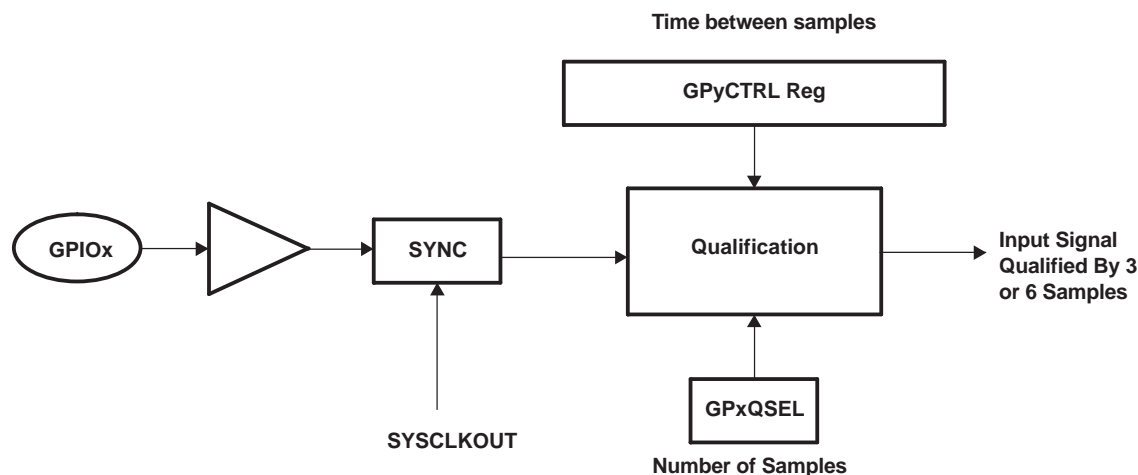 Time between samples
GPyCTRL Reg
GPIOx
SYNC
Qualification
Input Signal
Qualified By 3
or 6 Samples
GPxQSEL
SYSCLKOUT
Number of Samples